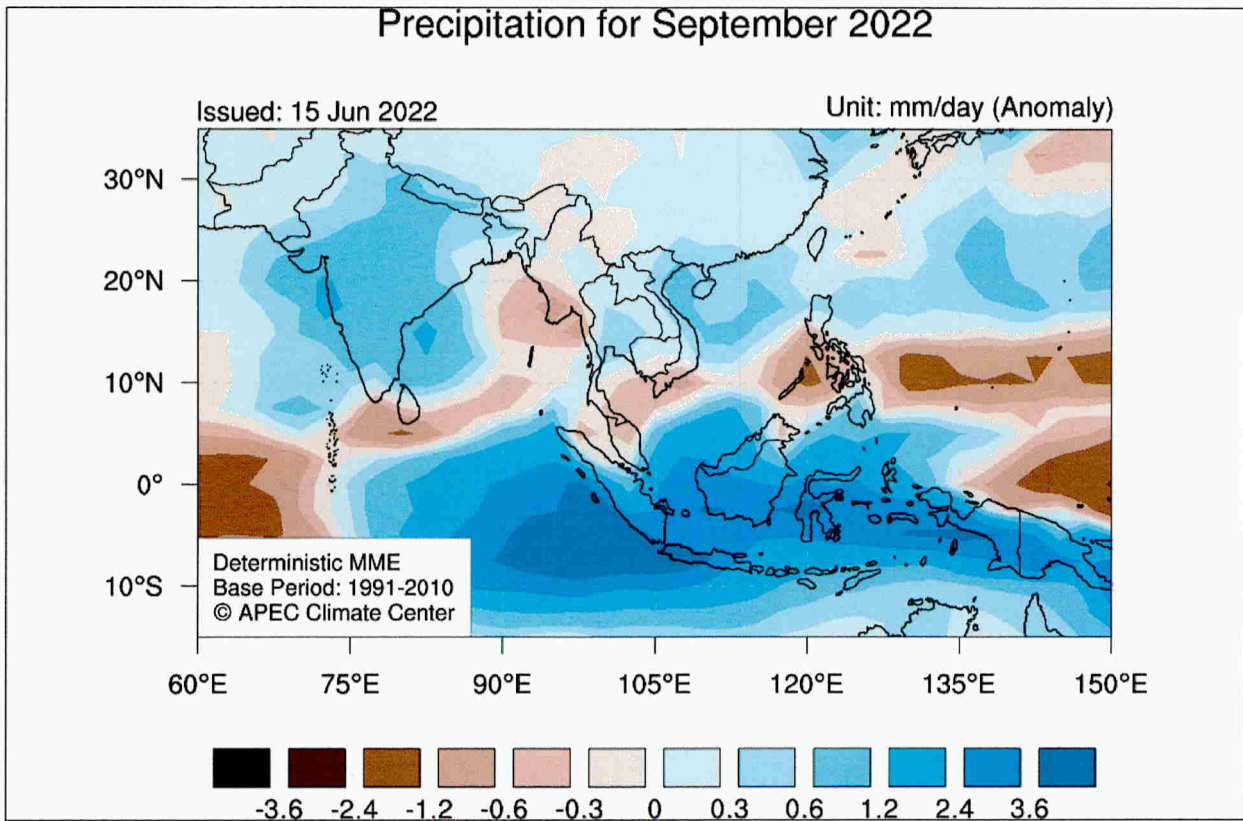 Precipitation for September 2022
Issued: 15 Jun 2022
Unit: mm/day (Anomaly)
30°N
20°N
10°N
0°
10°S
Deterministic MME
Base Period: 1991-2010
© APEC Climate Center
60°E 75°E 90°E 105°E 120°E 135°E 150°E
-3.6 -2.4 -1.2 -0.6 -0.3 0 0.3 0.6 1.2 2.4 3.6